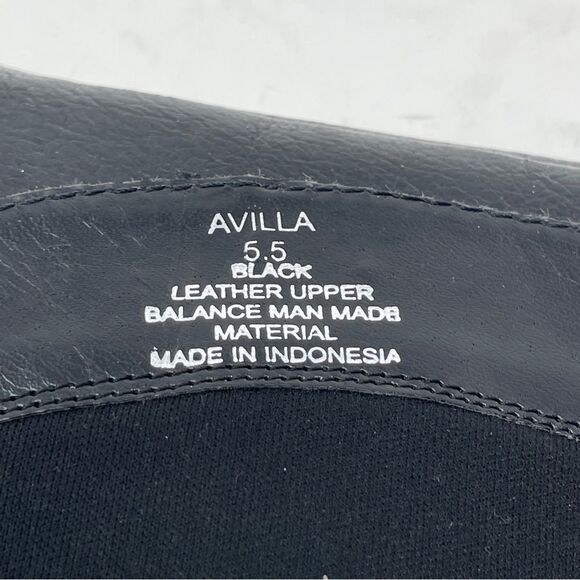 AVILLA
5.5
BLACK
LEATHER UPPER
BALANCE MAN MADE
MATERIAL
MADE IN INDONESIA